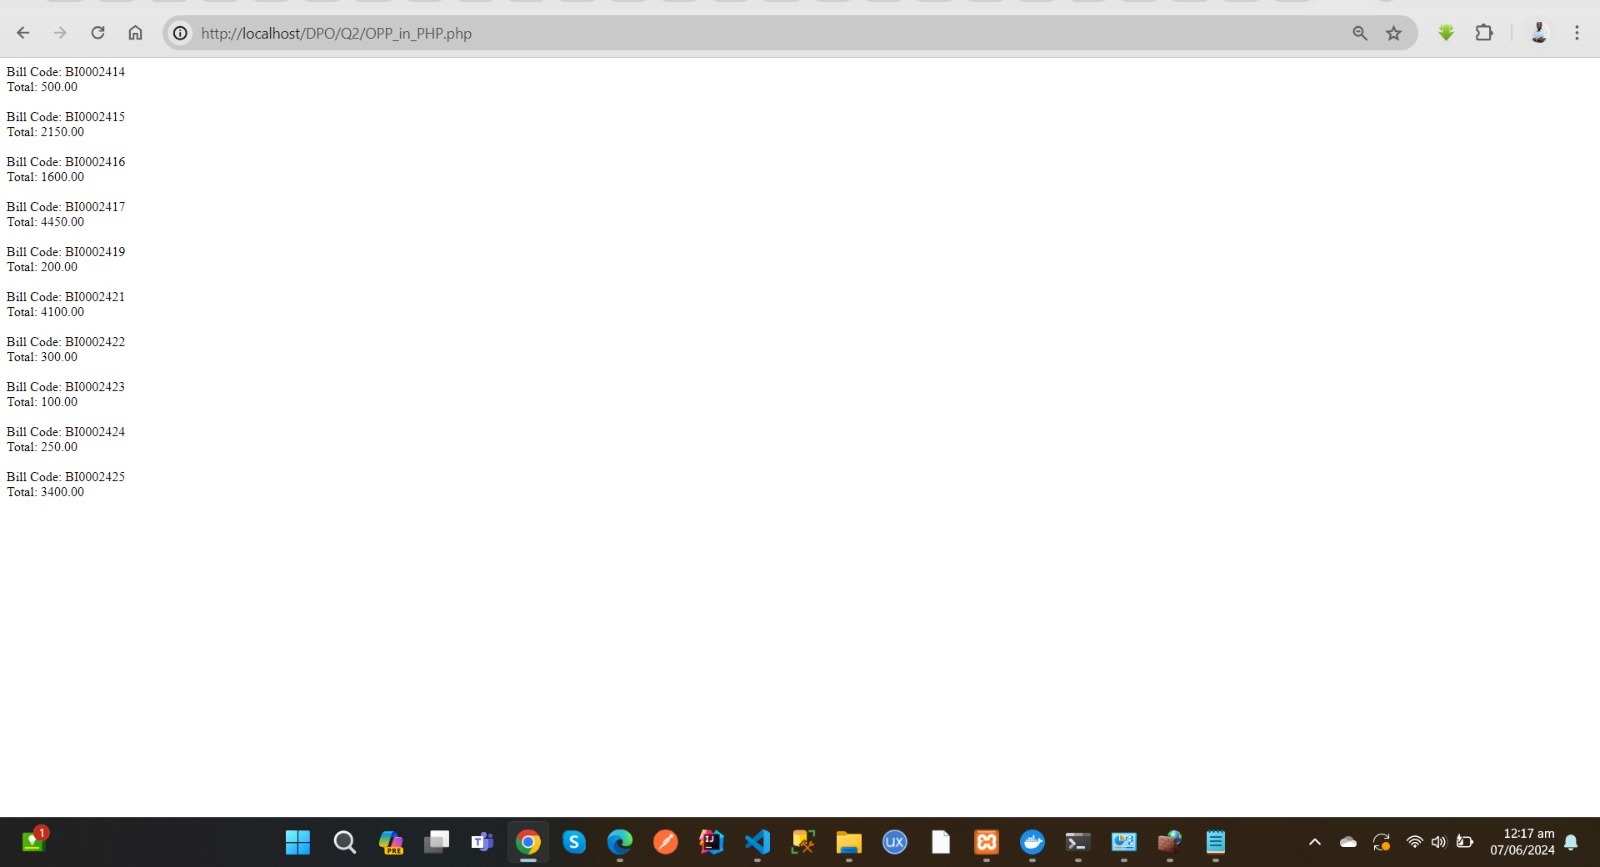 http://localhost/DPO/Q2/OPP_in_PHP.php
Bill Code: BI0002414
Total: 500.00
Bill Code: BI0002415
Total: 2150.00
Bill Code: BI0002416
Total: 1600.00
Bill Code: BI0002417
Total: 4450.00
Bill Code: BI0002419
Total: 200.00
Bill Code: BI0002421
Total: 4100.00
Bill Code: BI0002422
Total: 300.00
Bill Code: BI0002423
Total: 100.00
Bill Code: BI0002424
Total: 250.00
Bill Code: BI0002425
Total: 3400.00
1
PRE
UX
12:17 am
07/06/2024